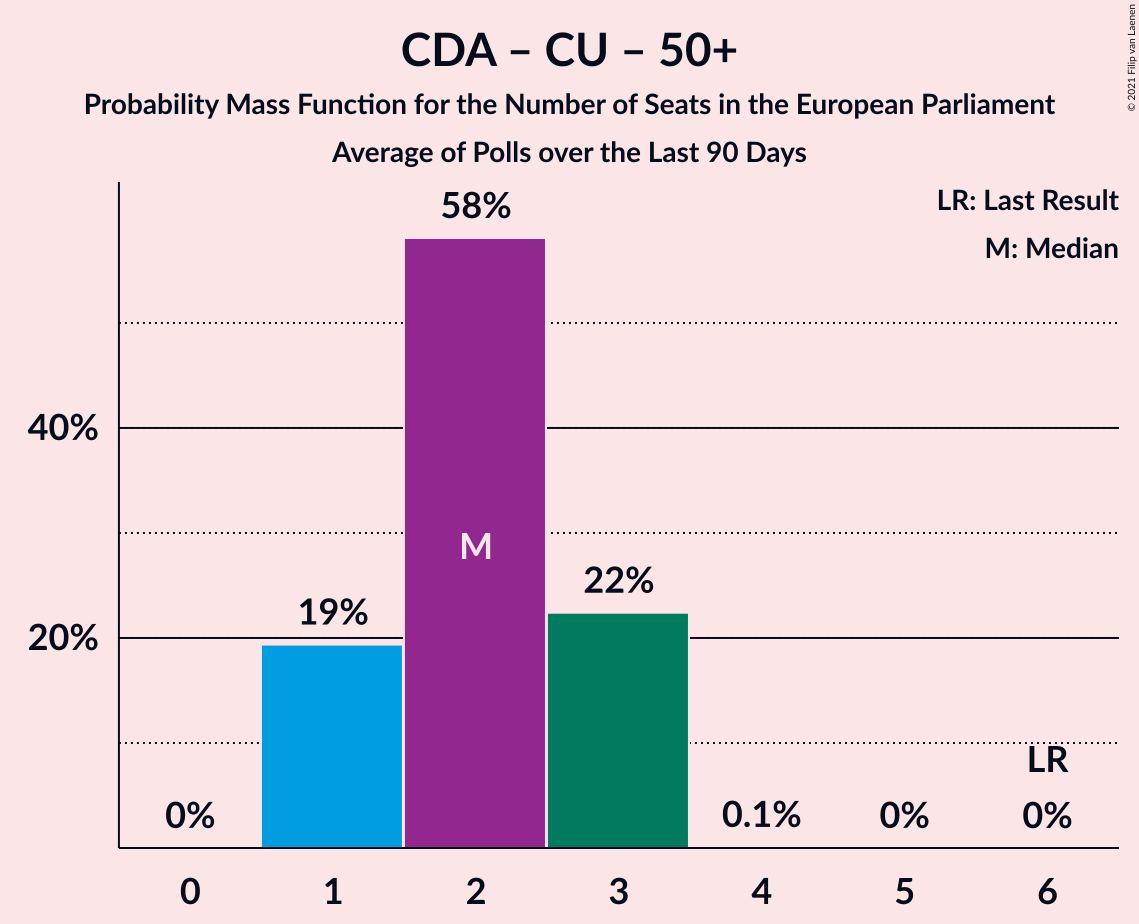 CDA – CU – 50+
Probability Mass Function for the Number of Seats in the European Parliament
Average of Polls over the Last 90 Days
© 2021 Filip van Laenen
LR: Last Result
M: Median
58%
40%
M
22%
19%
20%
LR
0%
0.1%
0%
0%
0 1 2 3 4 5 6